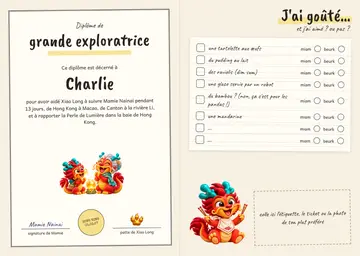 Diplôme de
grande exploratrice
Ce diplôme est décerné à
Charlie
pour avoir aidé Xiao Long à suivre Mamie Nainai pendant
13 jours, de Hong Kong à Macao, de Canton à la rivière Li,
et à rapporter la Perle de Lumière dans la baie de Hong
Kong.
Mamie Nainai
signature de Mamie
patte de Xiao Long
J'ai goûté...
et j'ai aimé ? ou pas ?
une tartelette aux œufs miam beurk
du pudding au lait miam beurk
des raviolis (dim sum) miam beurk
une glace servie par un robot miam beurk
du bambou ? (non, ça c'est pour les
pandas !) miam beurk
une mandarine miam beurk
... miam beurk
... miam beurk
colle ici l'étiquette, le ticket ou la photo
de ton plat préféré